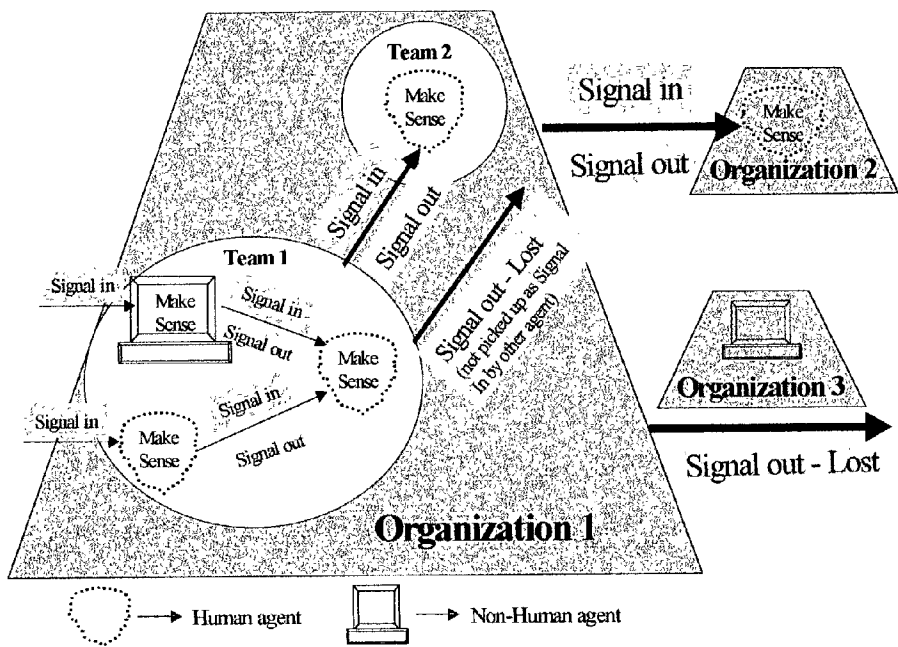 Team 2
Make
Sense
Signal in
Signal out
Signal in
Signal out
Make
Sense
Organization 2
Team 1
Signal in
Make
Sense
Signal in
Signal out
Make
Sense
Signal in
Make
Sense
Signal in
Signal out
Signal out - Lost
(not picked up as Signal
In by other agent)
Organization 3
Signal out - Lost
Organization 1
Human agent
Non-Human agent